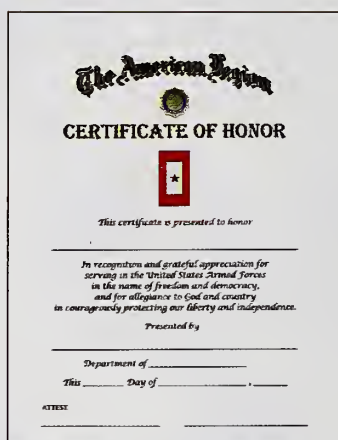 The American Legion
CERTIFICATE OF HONOR
This certificate is presented to honor
In recognition and grateful appreciation for
serving in the United States Armed Forces
in the name of freedom and democracy,
and for allegiance to God and country
in courageously protecting our liberty and independence.
Presented by
Department of
This Day of ,
ATTEST